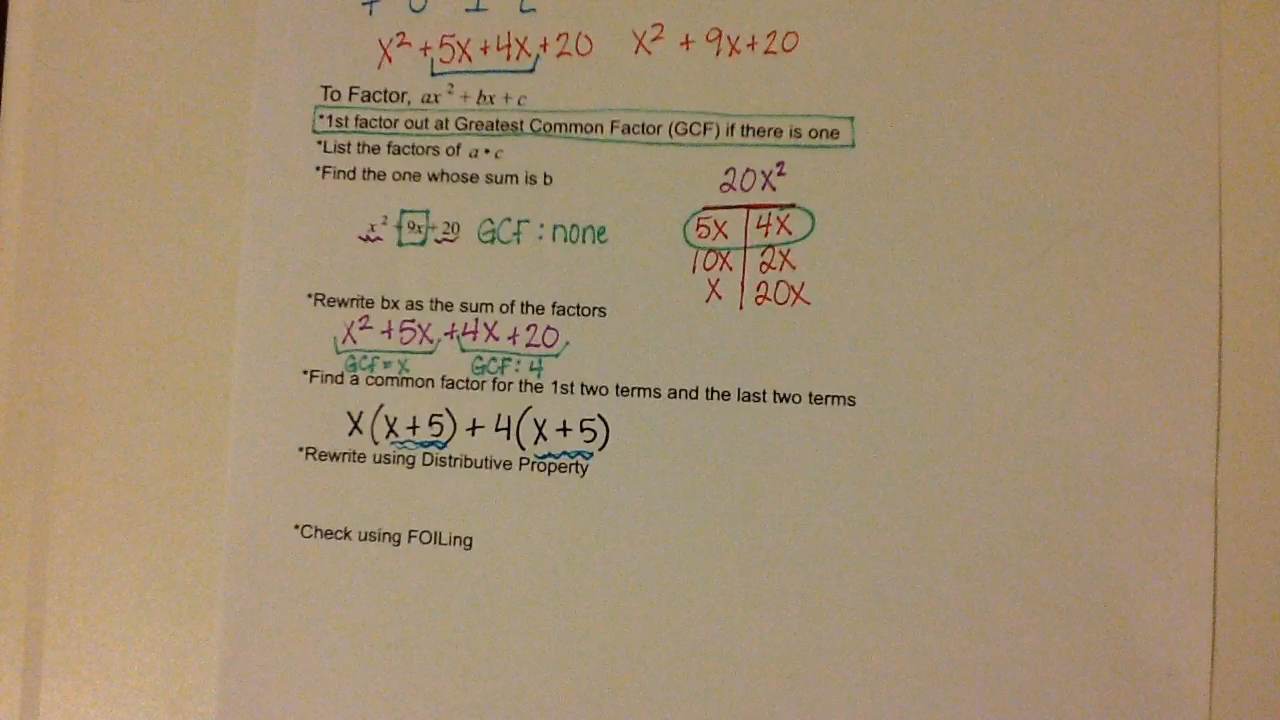 F O I L
x² + 5x + 4x + 20 x² + 9x + 20
To Factor, ax² + bx + c
*1st factor out at Greatest Common Factor (GCF) if there is one
*List the factors of a • c
*Find the one whose sum is b
20x²
x² + 9x + 20 GCF : none
5x | 4x
10x | 2x
x | 20x
*Rewrite bx as the sum of the factors
x² + 5x + 4x + 20
GCF = x GCF: 4
*Find a common factor for the 1st two terms and the last two terms
x(x+5) + 4(x+5)
*Rewrite using Distributive Property
*Check using FOILing